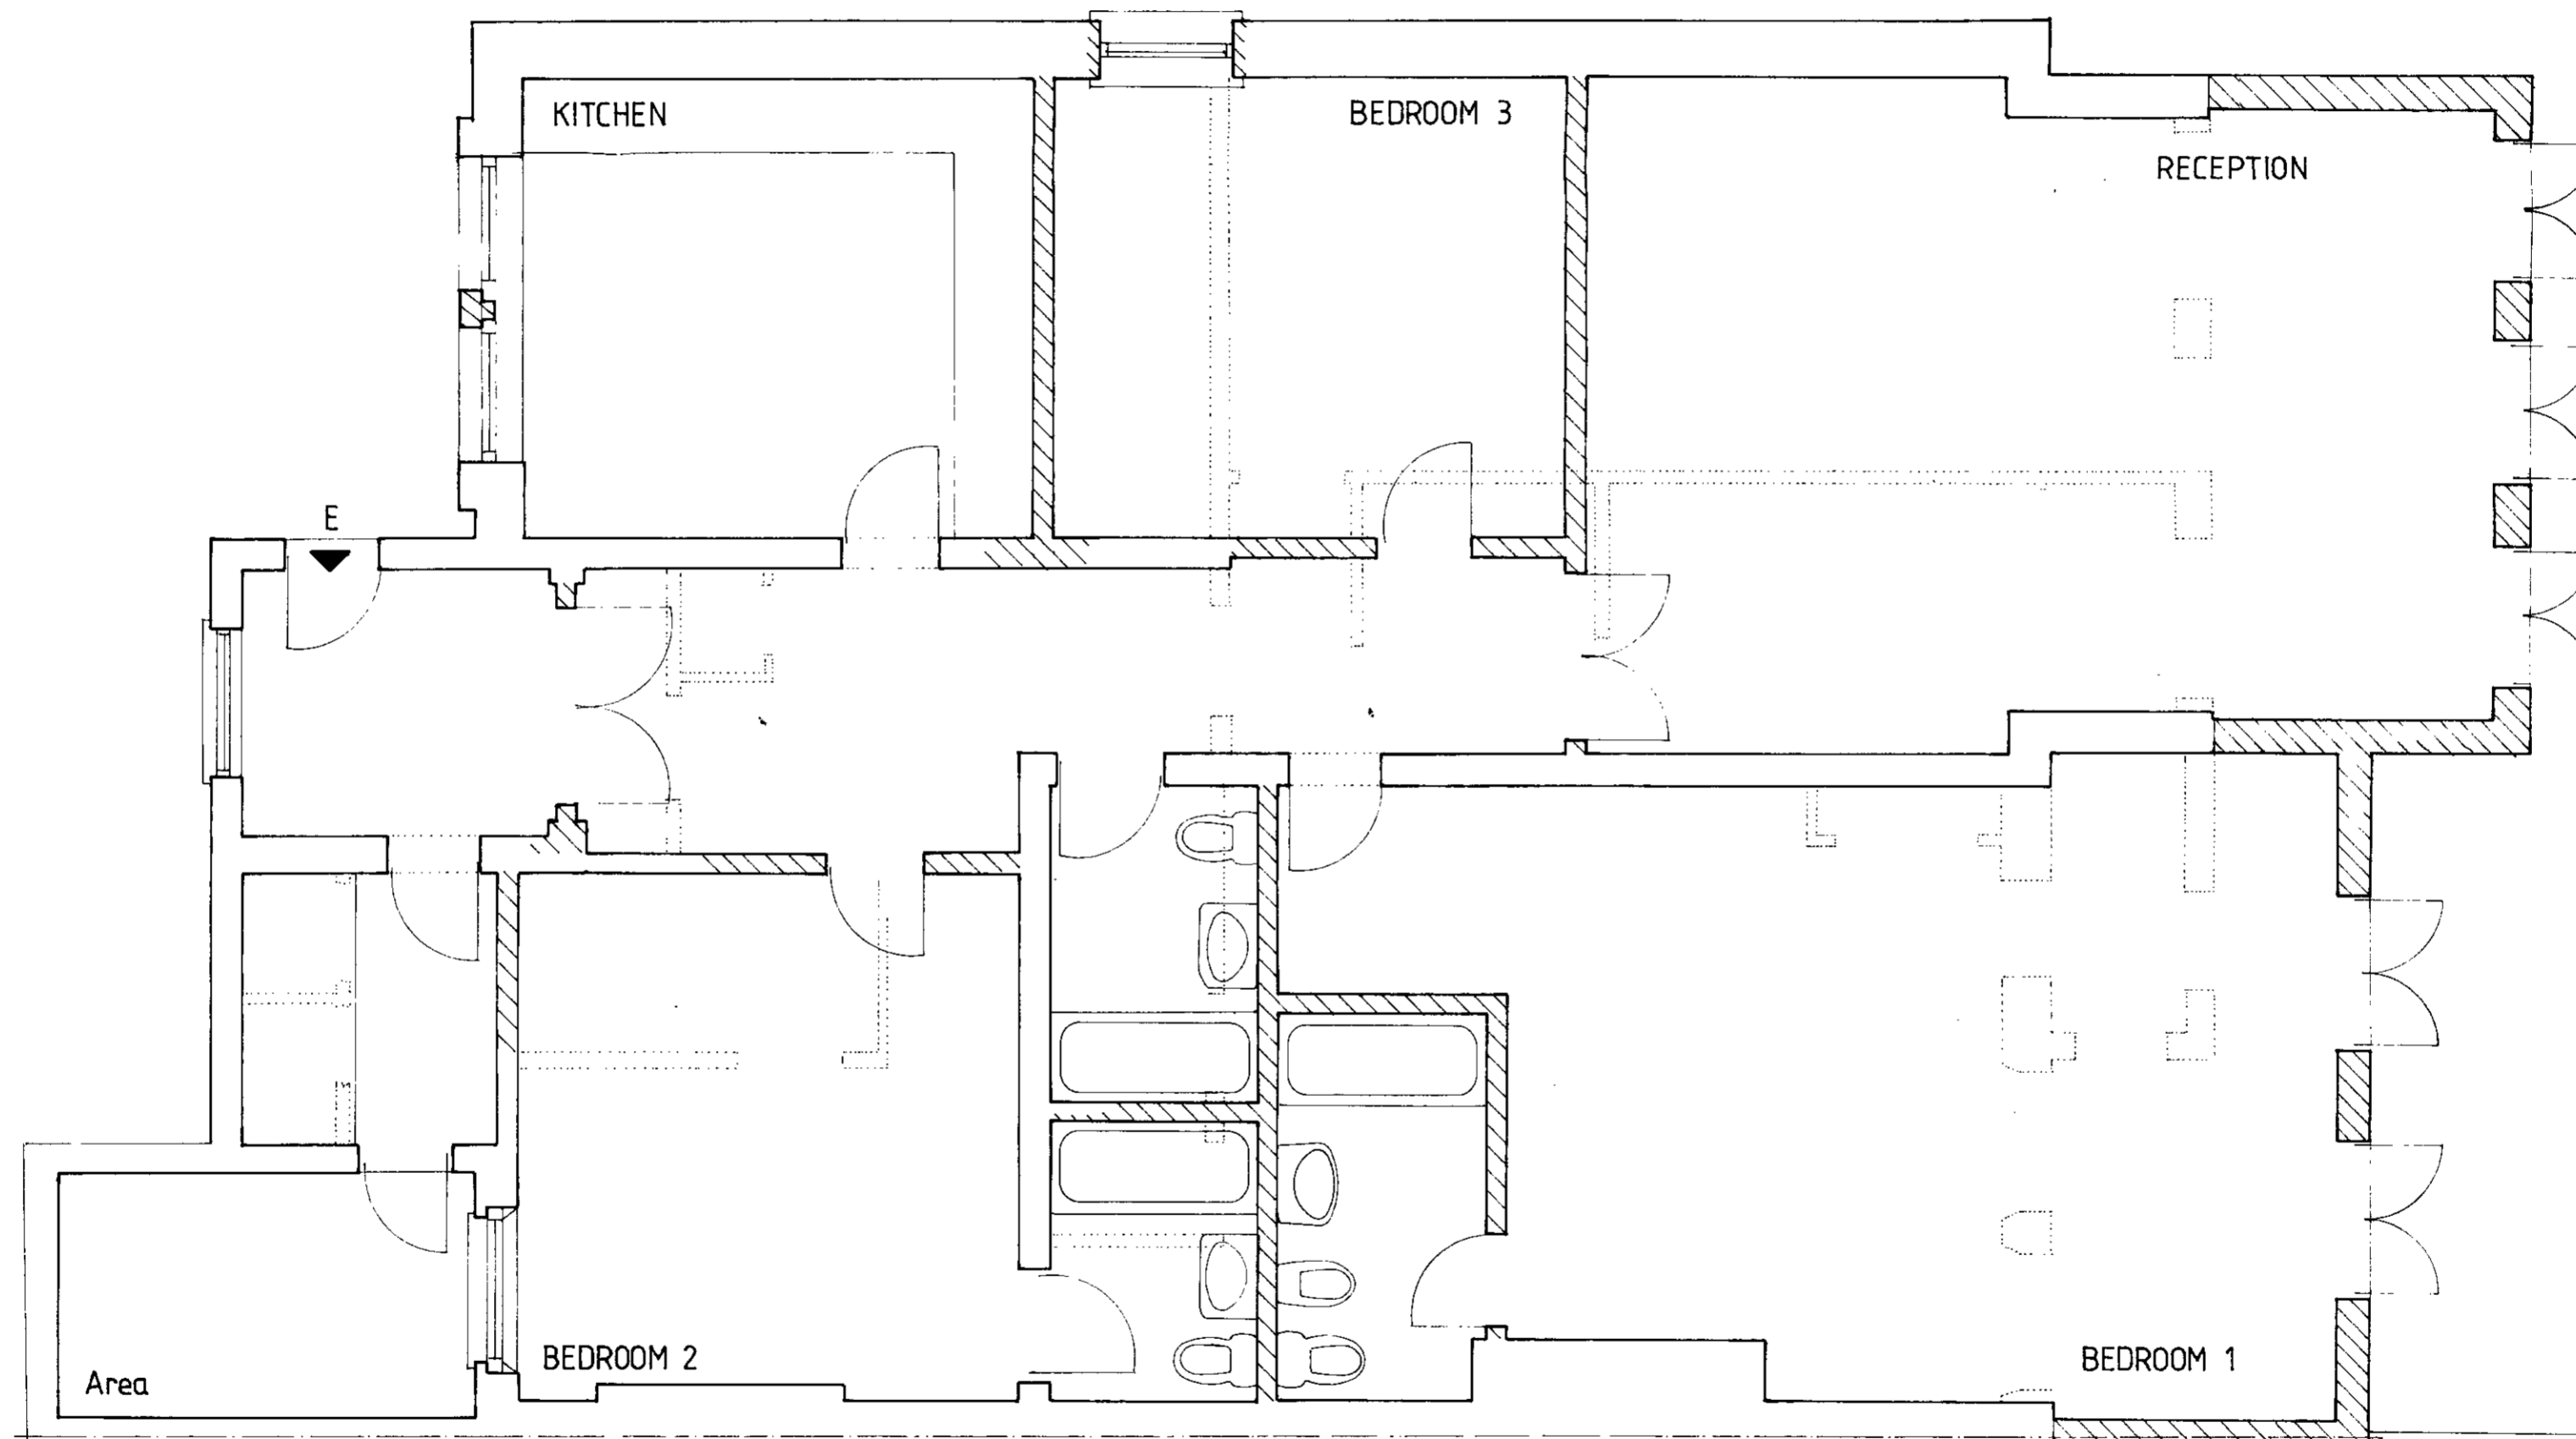 KITCHEN
BEDROOM 3
RECEPTION
E
BEDROOM 2
BEDROOM 1
Area